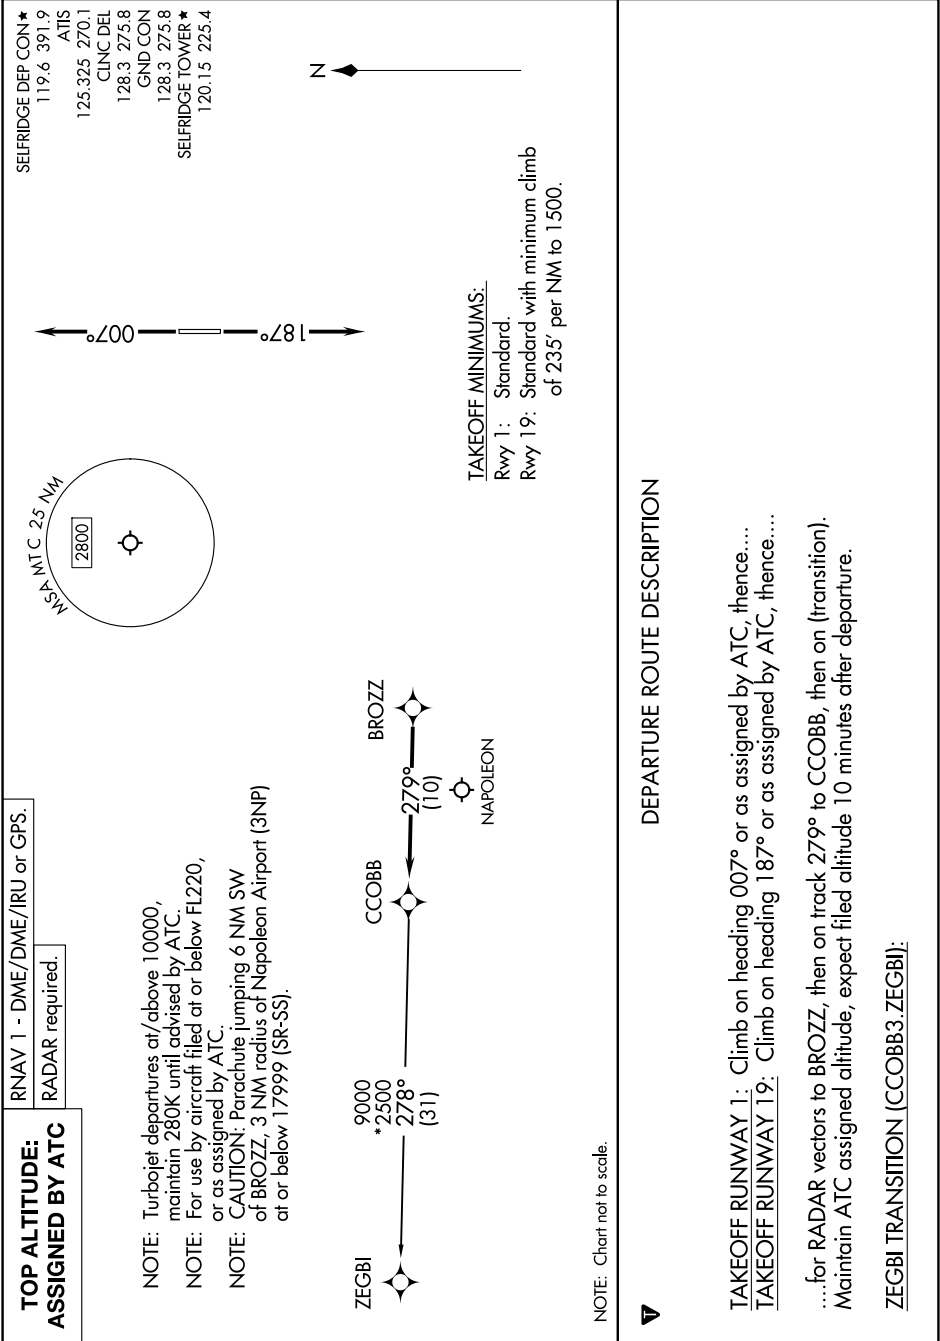 TOP ALTITUDE:
ASSIGNED BY ATC
RNAV 1 - DME/DME/IRU or GPS.
RADAR required.
SELFRIDGE DEP CON★
119.6 391.9
ATIS
125.325 270.1
CLNC DEL
128.3 275.8
GND CON
128.3 275.8
SELFRIDGE TOWER★
120.15 225.4
NOTE: Turbojet departures at/above 10000,
maintain 280K until advised by ATC.
NOTE: For use by aircraft filed at or below FL220,
or as assigned by ATC.
NOTE: CAUTION: Parachute jumping 6 NM SW
of BROZZ, 3 NM radius of Napoleon Airport (3NP)
at or below 17999 (SR-SS).
MSA MTC 25 NM
2800
007°
187°
N
ZEGBI
9000
*2500
278°
(31)
CCOBB
279°
(10)
BROZZ
NAPOLEON
TAKEOFF MINIMUMS:
Rwy 1: Standard.
Rwy 19: Standard with minimum climb
of 235' per NM to 1500.
NOTE: Chart not to scale.
T
DEPARTURE ROUTE DESCRIPTION
TAKEOFF RUNWAY 1: Climb on heading 007° or as assigned by ATC, thence....
TAKEOFF RUNWAY 19: Climb on heading 187° or as assigned by ATC, thence....
....for RADAR vectors to BROZZ, then on track 279° to CCOBB, then on (transition).
Maintain ATC assigned altitude, expect filed altitude 10 minutes after departure.
ZEGBI TRANSITION (CCOBB3.ZEGBI):